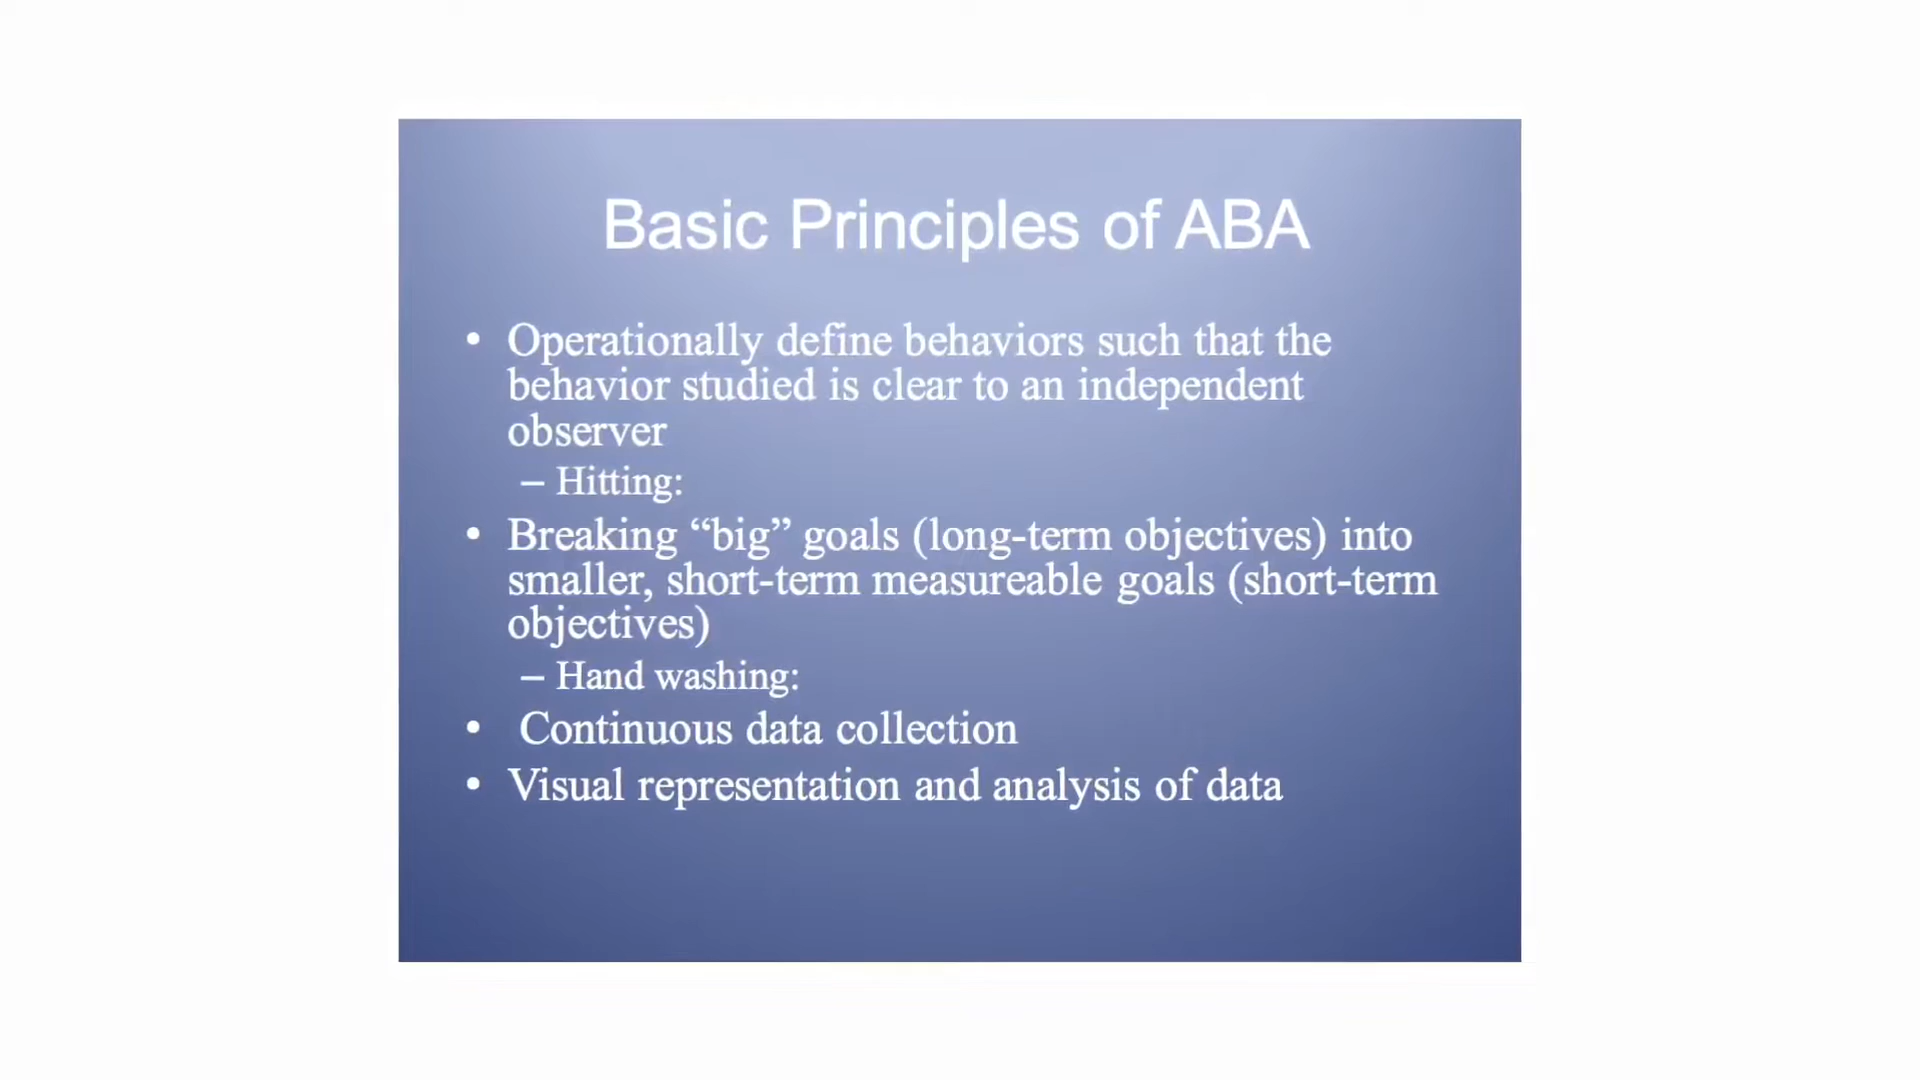 Basic Principles of ABA
• Operationally define behaviors such that the
behavior studied is clear to an independent
observer
– Hitting:
• Breaking “big” goals (long-term objectives) into
smaller, short-term measureable goals (short-term
objectives)
– Hand washing:
• Continuous data collection
• Visual representation and analysis of data